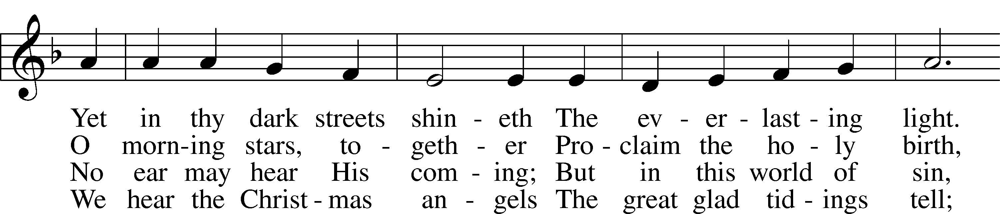 Yet in thy dark streets shin - eth The ev - er - last - ing light.
O morn - ing stars, to - geth - er Pro - claim the ho - ly birth,
No ear may hear His com - ing; But in this world of sin,
We hear the Christ - mas an - gels The great glad tid - ings tell;